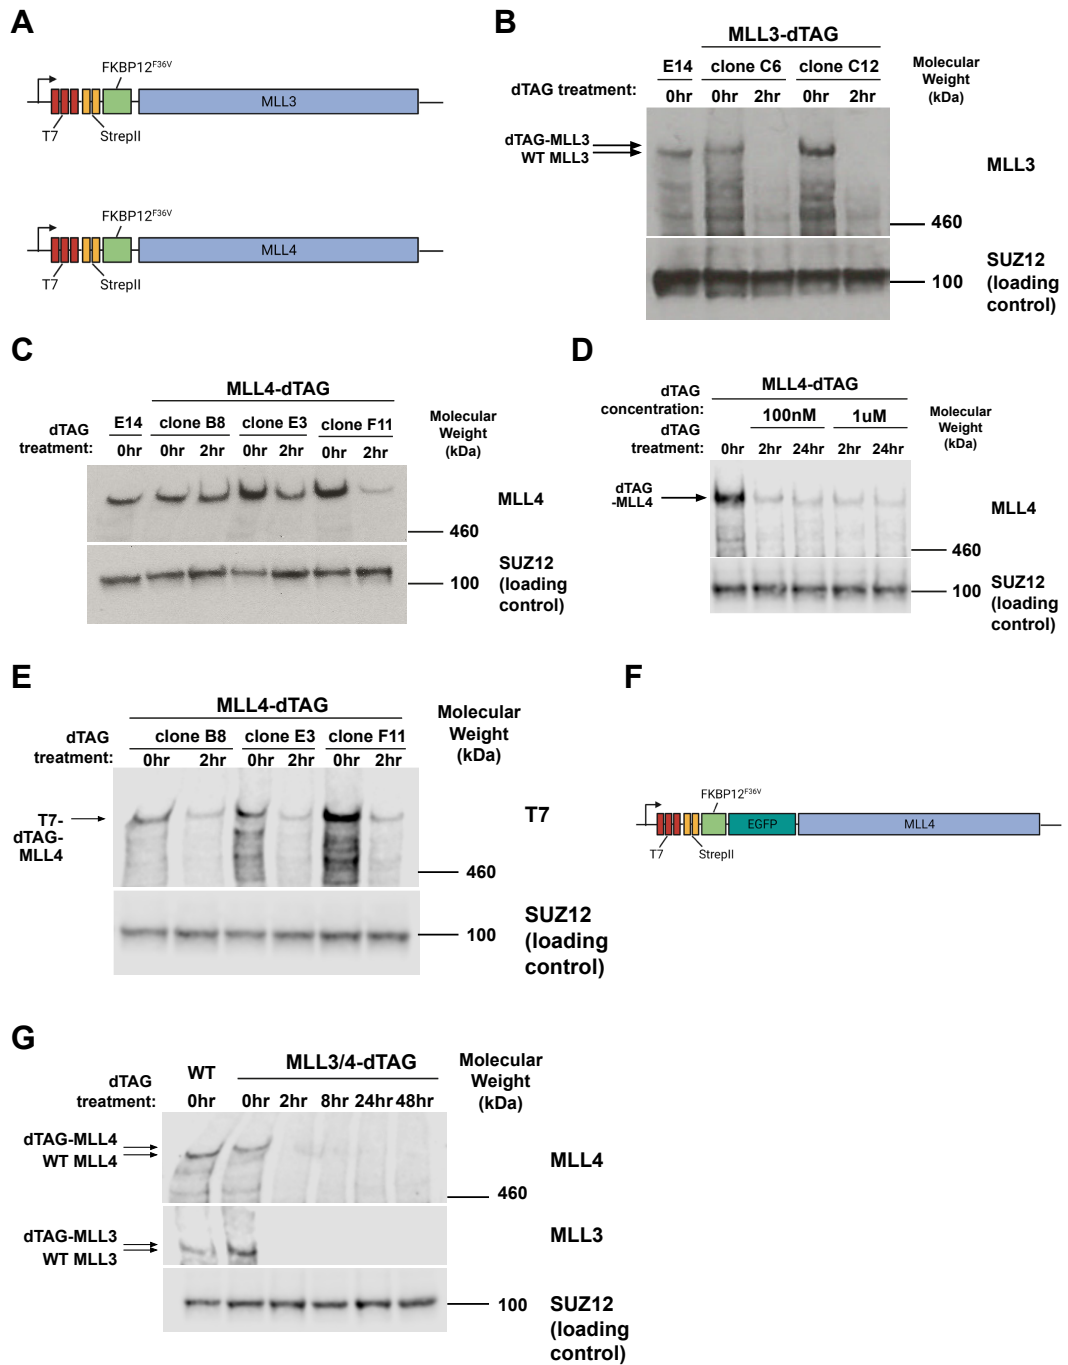 A
FKBP12F36V
MLL3
T7
StrepII
FKBP12F36V
MLL4
T7
StrepII
B
MLL3-dTAG
E14 clone C6 clone C12
Molecular
Weight
(kDa)
dTAG treatment: 0hr 0hr 2hr 0hr 2hr
dTAG-MLL3
WT MLL3
MLL3
460
SUZ12
(loading
control)
100
C
MLL4-dTAG
E14 clone B8 clone E3 clone F11
Molecular
Weight
(kDa)
dTAG
treatment: 0hr 0hr 2hr 0hr 2hr 0hr 2hr
MLL4
460
SUZ12
(loading
control)
100
D
MLL4-dTAG
dTAG
concentration: 100nM 1uM
Molecular
Weight
(kDa)
dTAG
treatment: 0hr 2hr 24hr 2hr 24hr
dTAG
-MLL4
MLL4
460
SUZ12
(loading
control)
100
E
MLL4-dTAG
clone B8 clone E3 clone F11
Molecular
Weight
(kDa)
dTAG
treatment: 0hr 2hr 0hr 2hr 0hr 2hr
T7-
dTAG-
MLL4
T7
460
SUZ12
(loading
control)
100
F
FKBP12F36V
EGFP
MLL4
T7
StrepII
G
WT MLL3/4-dTAG
Molecular
Weight
(kDa)
dTAG
treatment: 0hr 0hr 2hr 8hr 24hr 48hr
dTAG-MLL4
WT MLL4
MLL4
460
dTAG-MLL3
WT MLL3
MLL3
100
SUZ12
(loading
control)